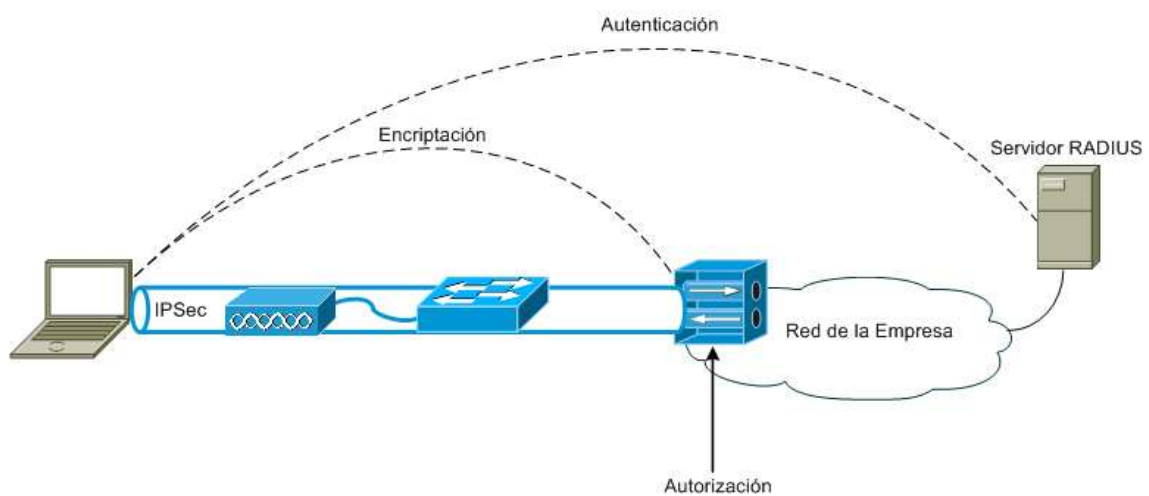 Autenticación
Encriptación
Servidor RADIUS
IPSec
Red de la Empresa
Autorización